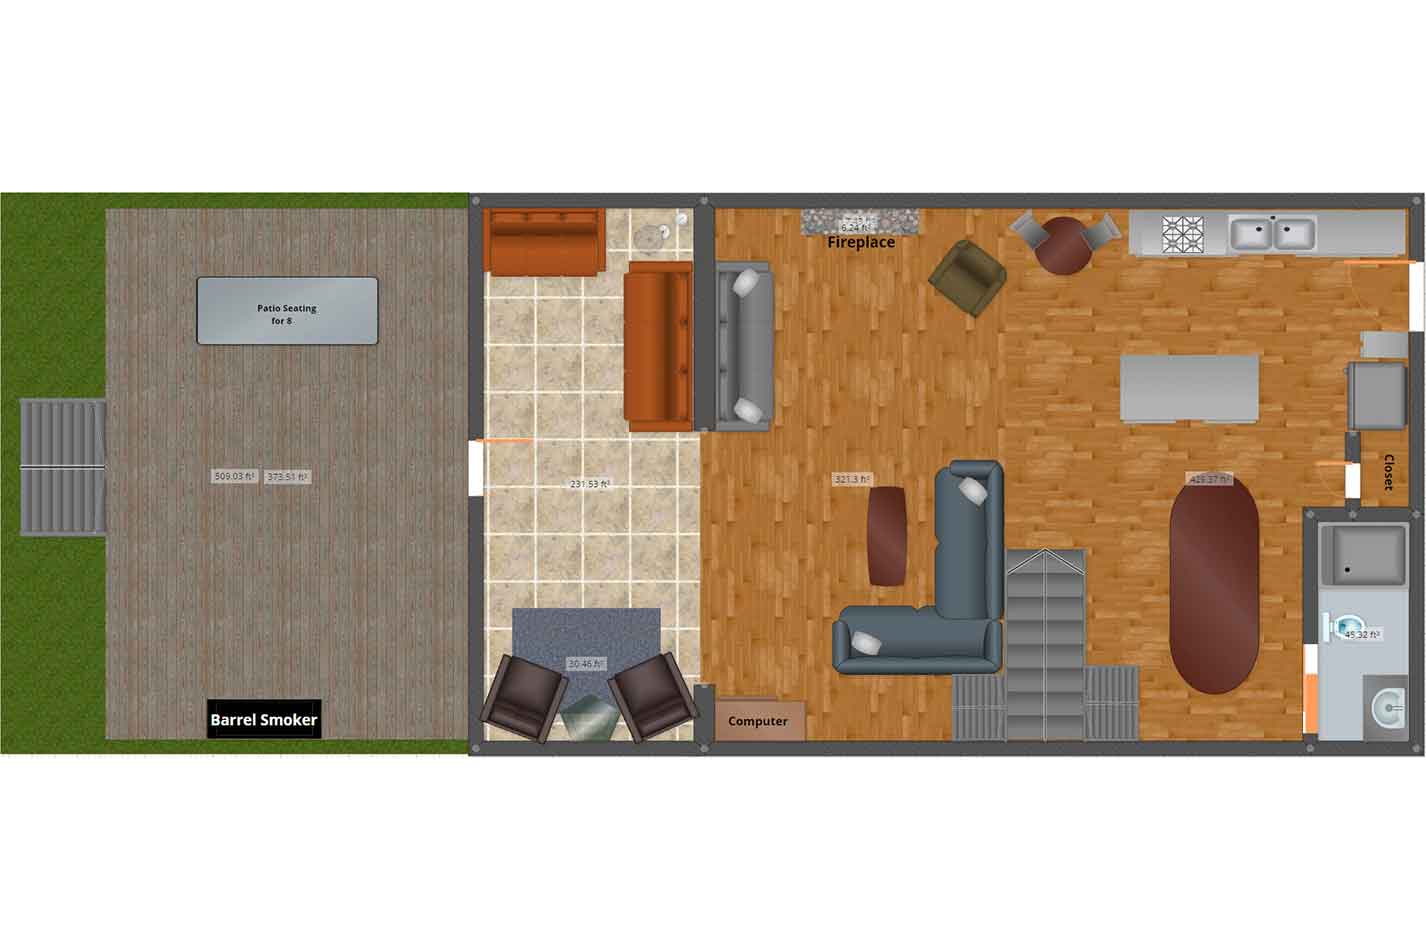 6.24 ft²
Fireplace
Patio Seating
for 8
509.03 ft²
373.51 ft²
231.53 ft²
321.3 ft²
429.37 ft²
Closet
45.32 ft²
30.46 ft²
Barrel Smoker
Computer